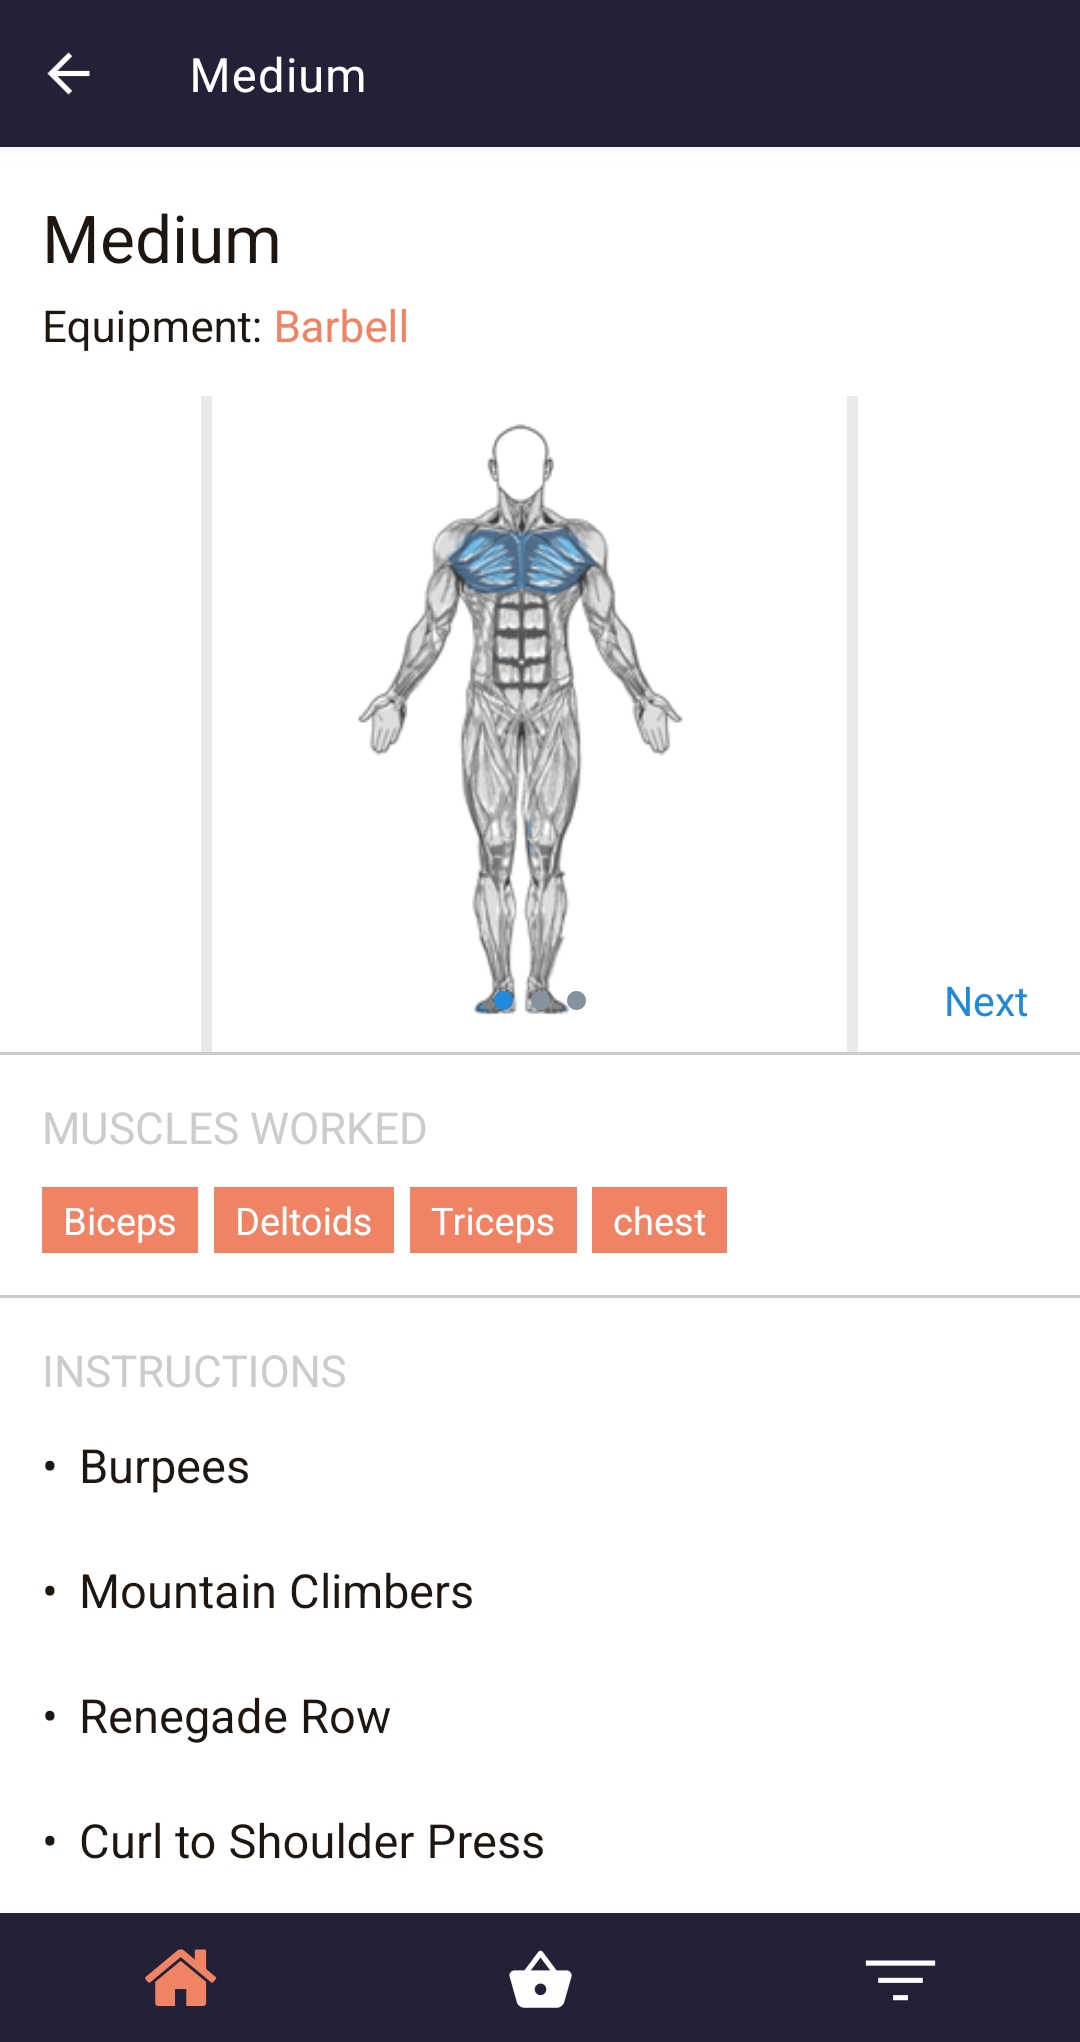 Medium
Medium
Equipment: Barbell
Next
MUSCLES WORKED
Biceps Deltoids Triceps chest
INSTRUCTIONS
• Burpees
• Mountain Climbers
• Renegade Row
• Curl to Shoulder Press